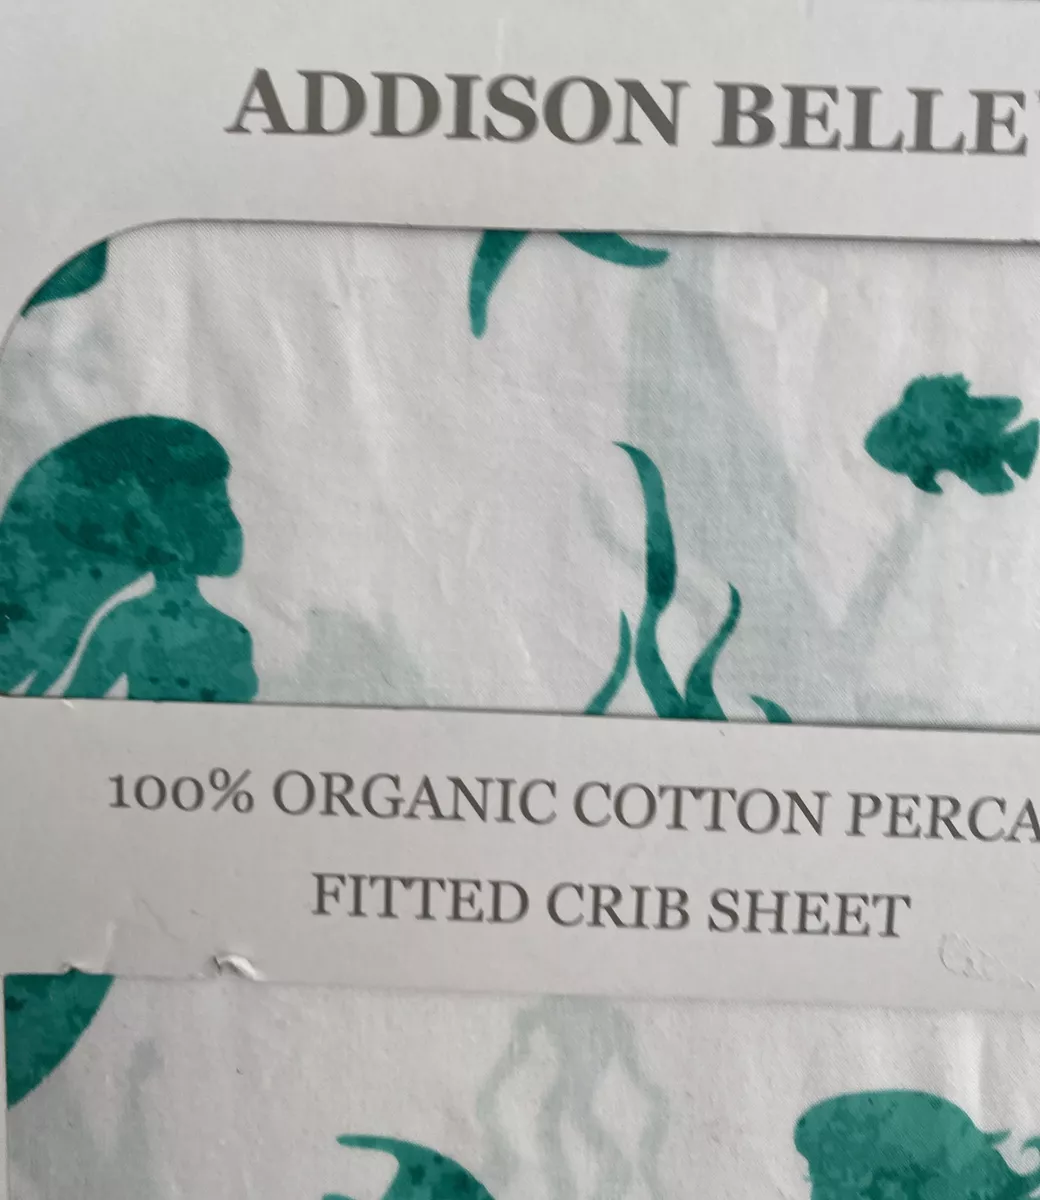 ADDISON BELLE
100% ORGANIC COTTON PERCA
FITTED CRIB SHEET